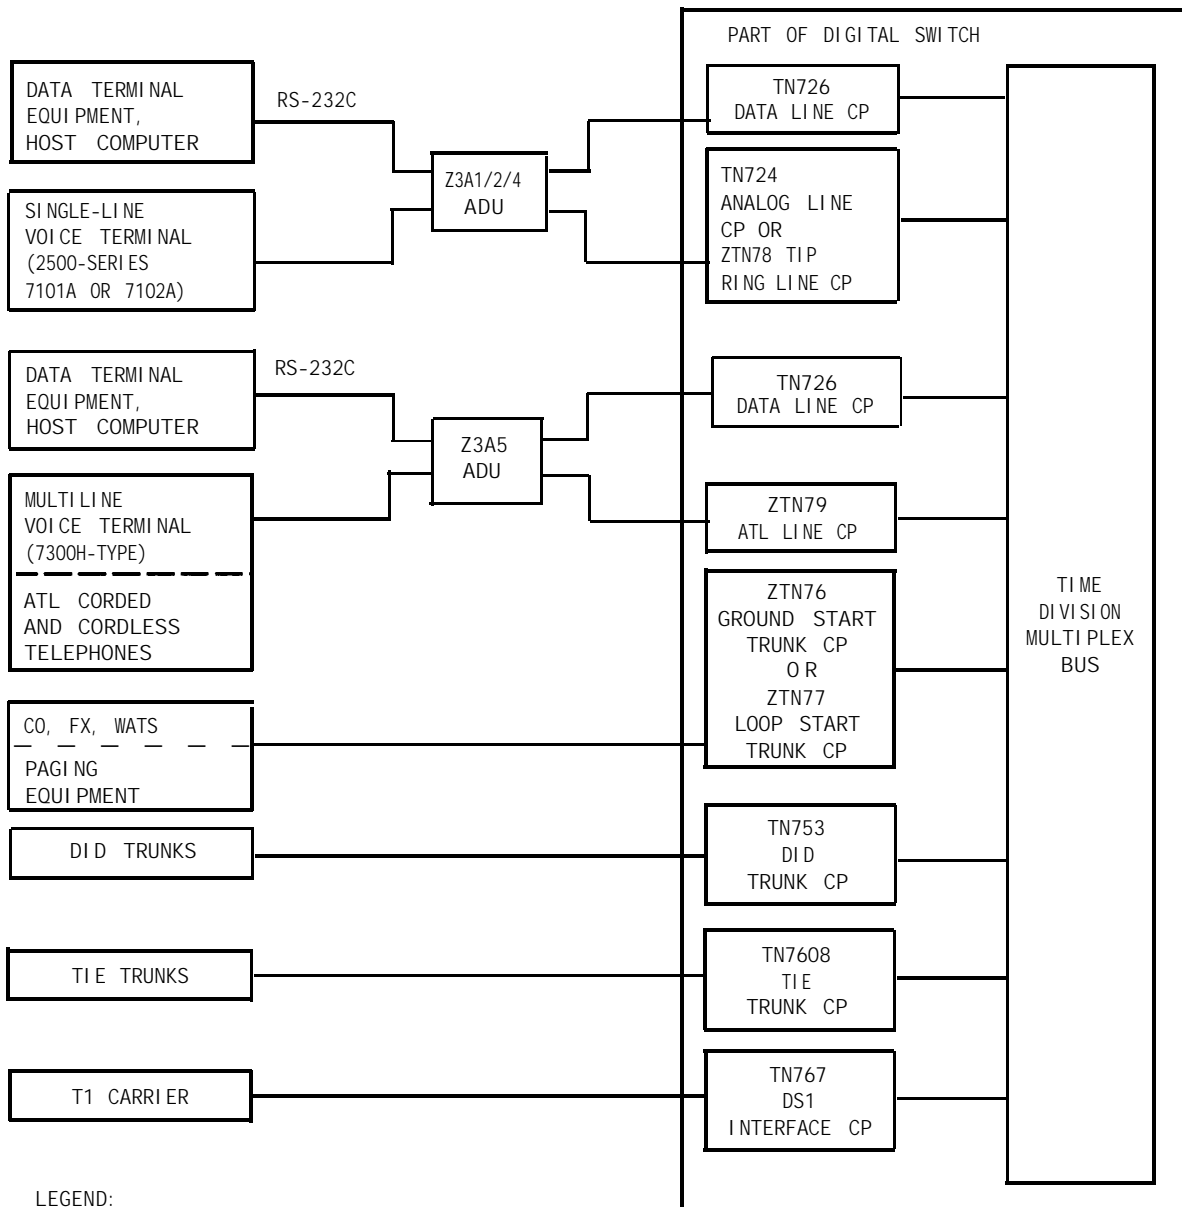 PART OF DIGITAL SWITCH
DATA TERMINAL
EQUIPMENT,
HOST COMPUTER
RS-232C
SINGLE-LINE
VOICE TERMINAL
(2500-SERIES
7101A OR 7102A)
Z3A1/2/4
ADU
TN726
DATA LINE CP
TN724
ANALOG LINE
CP OR
ZTN78 TIP
RING LINE CP
DATA TERMINAL
EQUIPMENT,
HOST COMPUTER
RS-232C
MULTILINE
VOICE TERMINAL
(7300H-TYPE)
ATL CORDED
AND CORDLESS
TELEPHONES
Z3A5
ADU
TN726
DATA LINE CP
ZTN79
ATL LINE CP
CO, FX, WATS
PAGING
EQUIPMENT
ZTN76
GROUND START
TRUNK CP
OR
ZTN77
LOOP START
TRUNK CP
DID TRUNKS
TN753
DID
TRUNK CP
TIE TRUNKS
TN7608
TIE
TRUNK CP
T1 CARRIER
TN767
DS1
INTERFACE CP
TIME
DIVISION
MULTIPLEX
BUS
LEGEND: